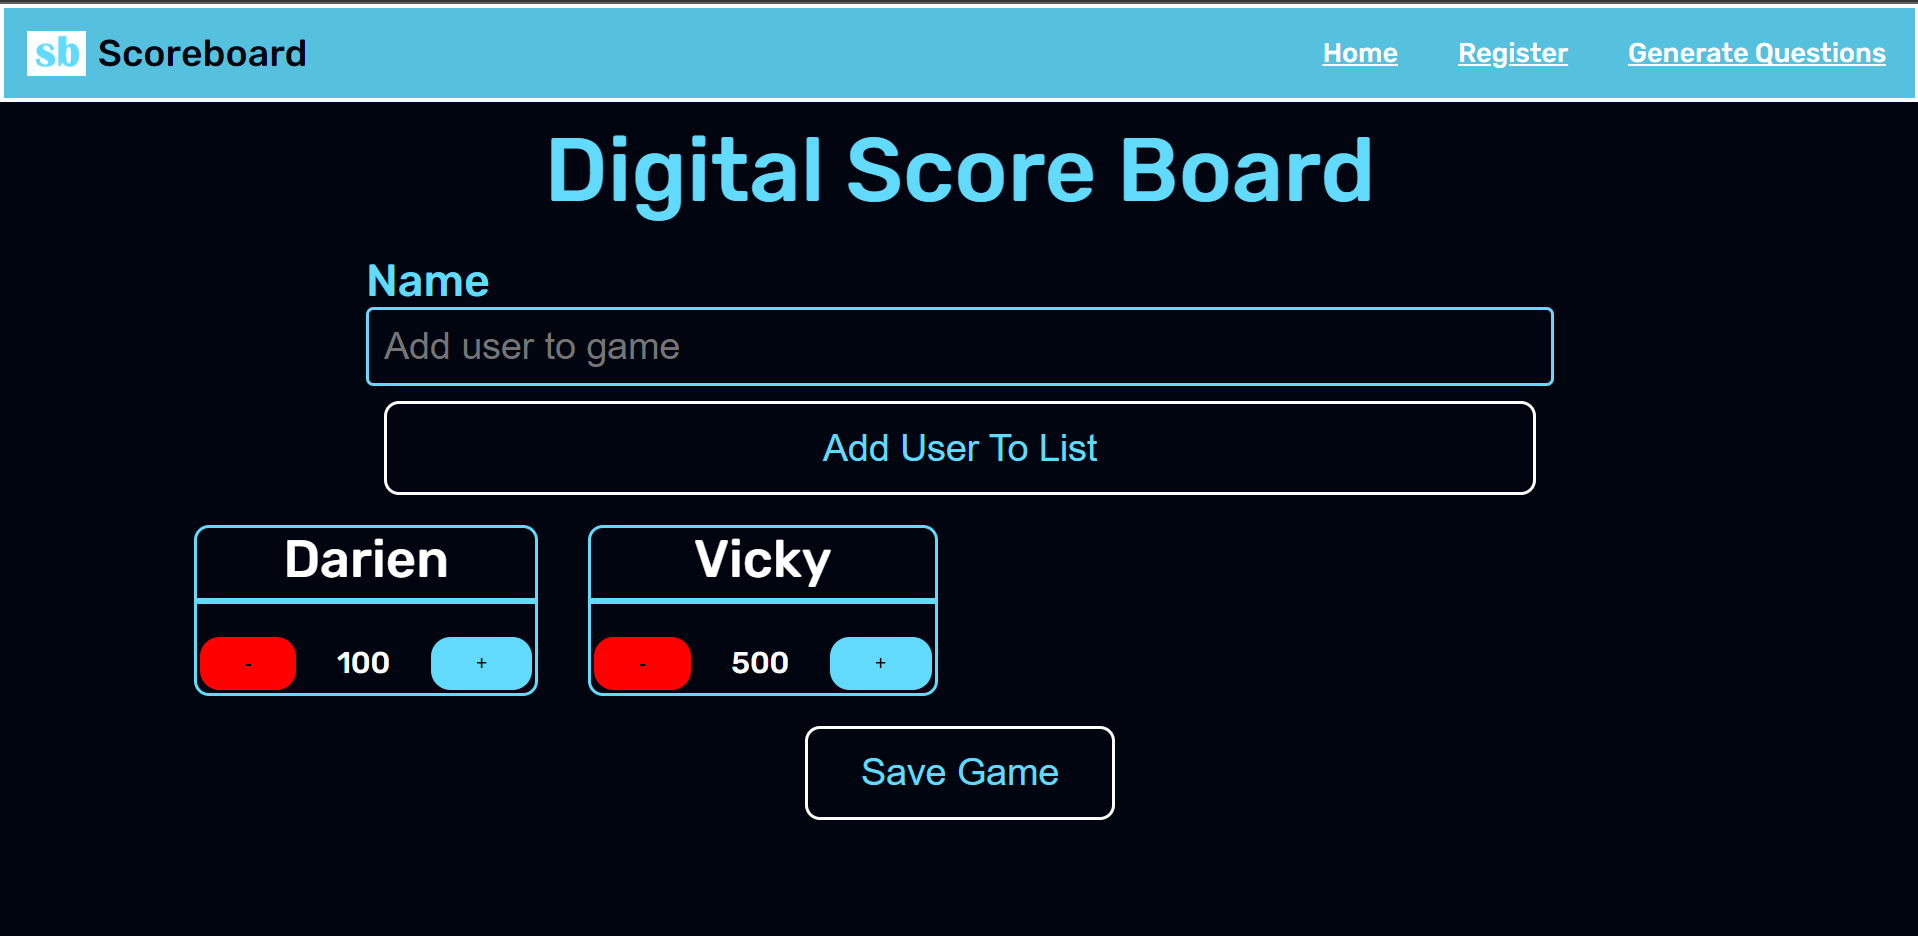 sb Scoreboard Home Register Generate Questions
Digital Score Board
Name
Add user to game
Add User To List
Darien Vicky
- 100 + - 500 +
Save Game